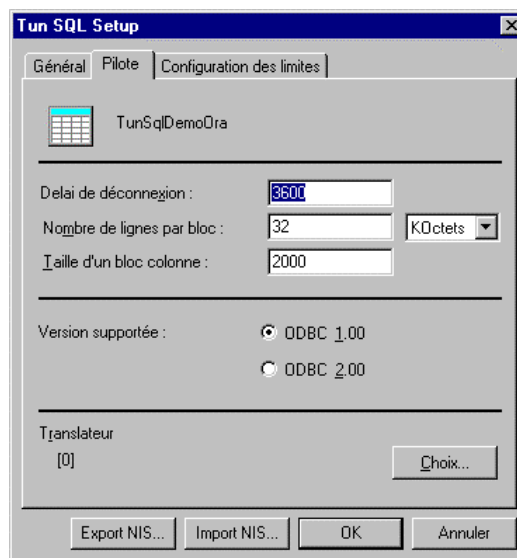 Tun SQL Setup
Général Pilote Configuration des limites
TunSqlDemoOra
Delai de déconnexion : 3600
Nombre de lignes par bloc : 32 KOctets
Taille d'un bloc colonne : 2000
Version supportée : ODBC 1.00
ODBC 2.00
Translateur
[0]
Choix...
Export NIS... Import NIS... OK Annuler